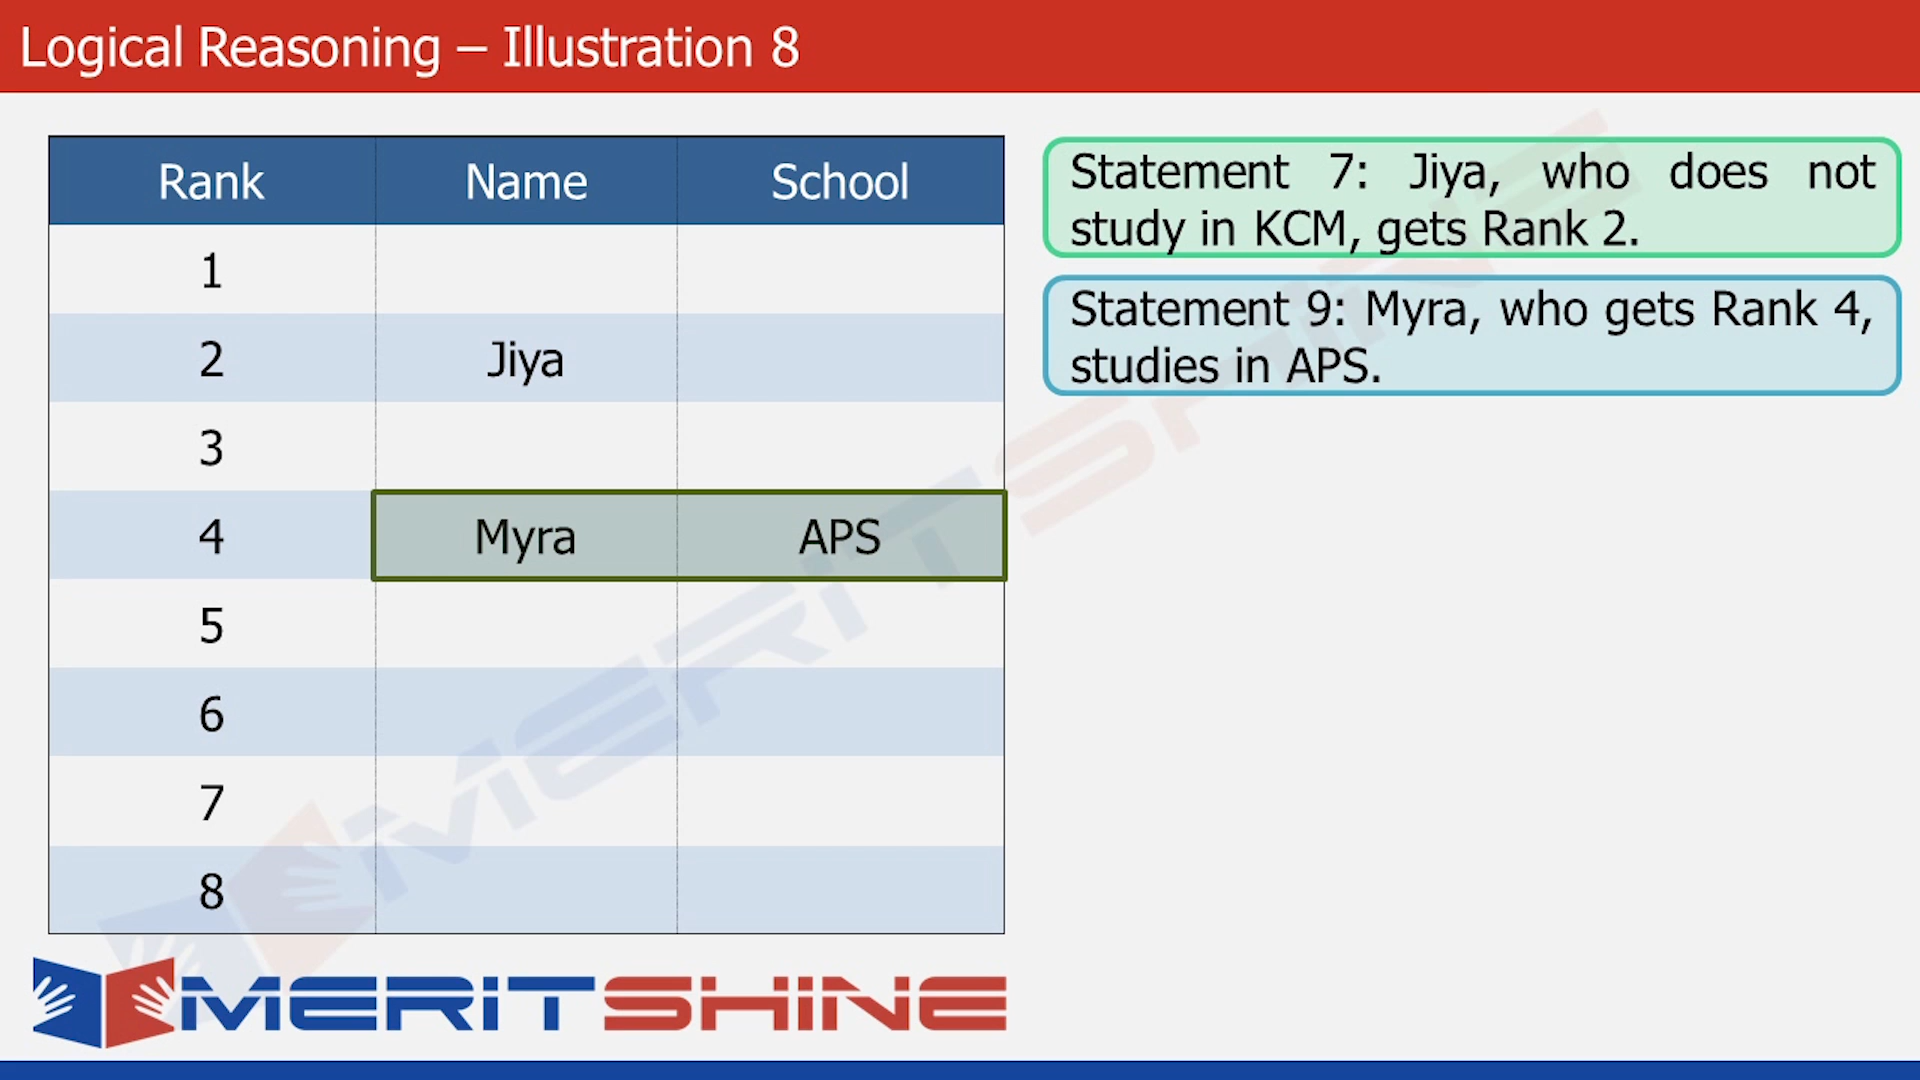 Logical Reasoning – Illustration 8
Rank Name School
1
2 Jiya
3
4 Myra APS
5
6
7
8
Statement 7: Jiya, who does not
study in KCM, gets Rank 2.
Statement 9: Myra, who gets Rank 4,
studies in APS.
MERITSHINE
MERITSHINE